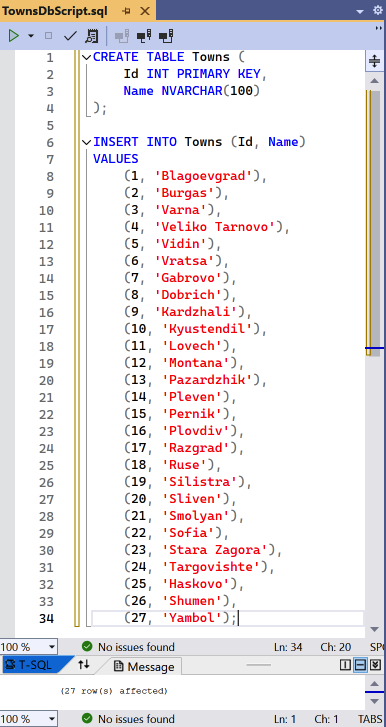 TownsDbScript.sql
1 CREATE TABLE Towns (
2 Id INT PRIMARY KEY,
3 Name NVARCHAR(100)
4 );
5
6 INSERT INTO Towns (Id, Name)
7 VALUES
8 (1, 'Blagoevgrad'),
9 (2, 'Burgas'),
10 (3, 'Varna'),
11 (4, 'Veliko Tarnovo'),
12 (5, 'Vidin'),
13 (6, 'Vratsa'),
14 (7, 'Gabrovo'),
15 (8, 'Dobrich'),
16 (9, 'Kardzhali'),
17 (10, 'Kyustendil'),
18 (11, 'Lovech'),
19 (12, 'Montana'),
20 (13, 'Pazardzhik'),
21 (14, 'Pleven'),
22 (15, 'Pernik'),
23 (16, 'Plovdiv'),
24 (17, 'Razgrad'),
25 (18, 'Ruse'),
26 (19, 'Silistra'),
27 (20, 'Sliven'),
28 (21, 'Smolyan'),
29 (22, 'Sofia'),
30 (23, 'Stara Zagora'),
31 (24, 'Targovishte'),
32 (25, 'Haskovo'),
33 (26, 'Shumen'),
34 (27, 'Yambol');
100 % No issues found Ln: 34 Ch: 20 SPC
T-SQL Message
(27 row(s) affected)
100 % No issues found Ln: 1 Ch: 1 TABS